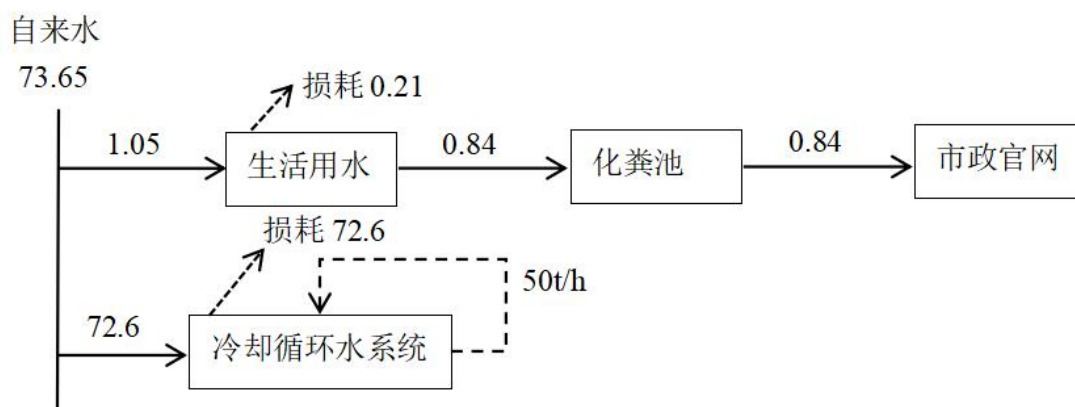 自来水
73.65
损耗 0.21
1.05
生活用水
0.84
化粪池
0.84
市政官网
损耗 72.6
50t/h
72.6
冷却循环水系统